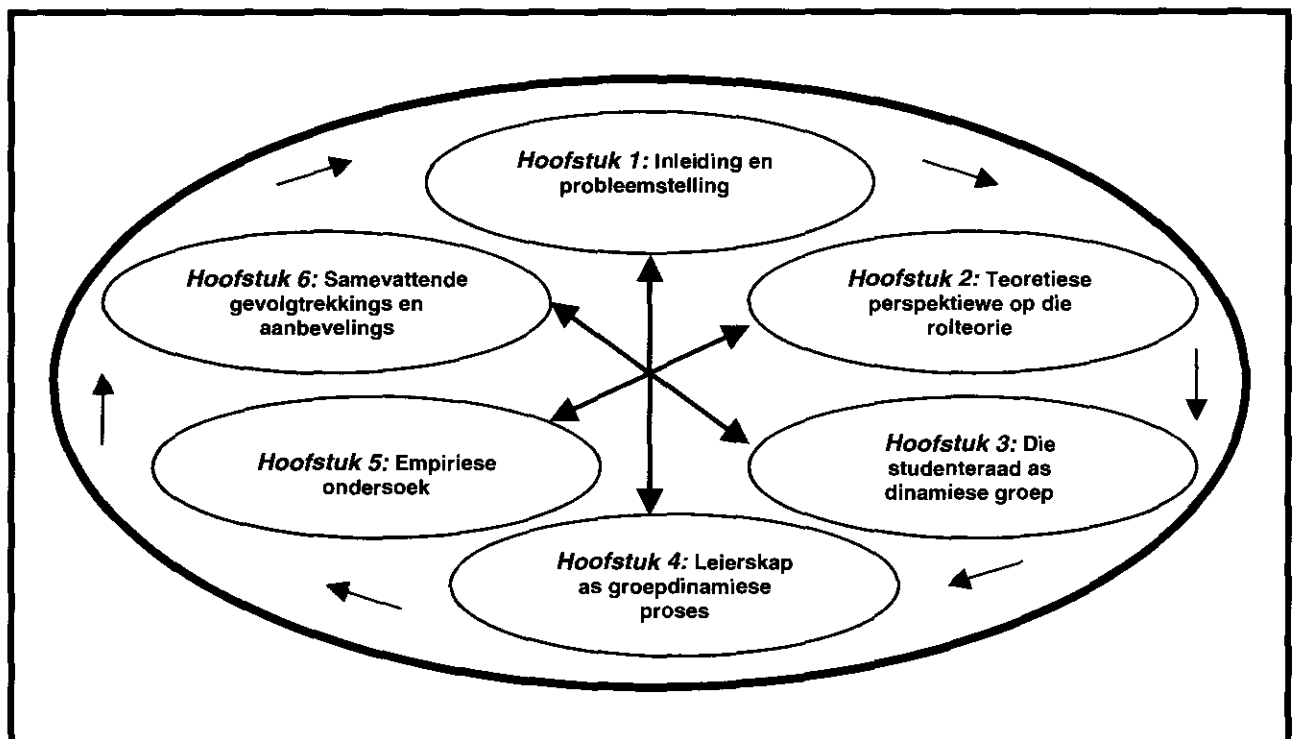 Hoofstuk 1: Inleiding en
probleemstelling
Hoofstuk 2: Teoretiese
perspektiewe op die
rolteorie
Hoofstuk 3: Die
studenteraad as
dinamiese groep
Hoofstuk 4: Leierskap
as groepdinamiese
proses
Hoofstuk 5: Empiriese
ondersoek
Hoofstuk 6: Samevattende
gevolgtrekkings en
aanbevelings